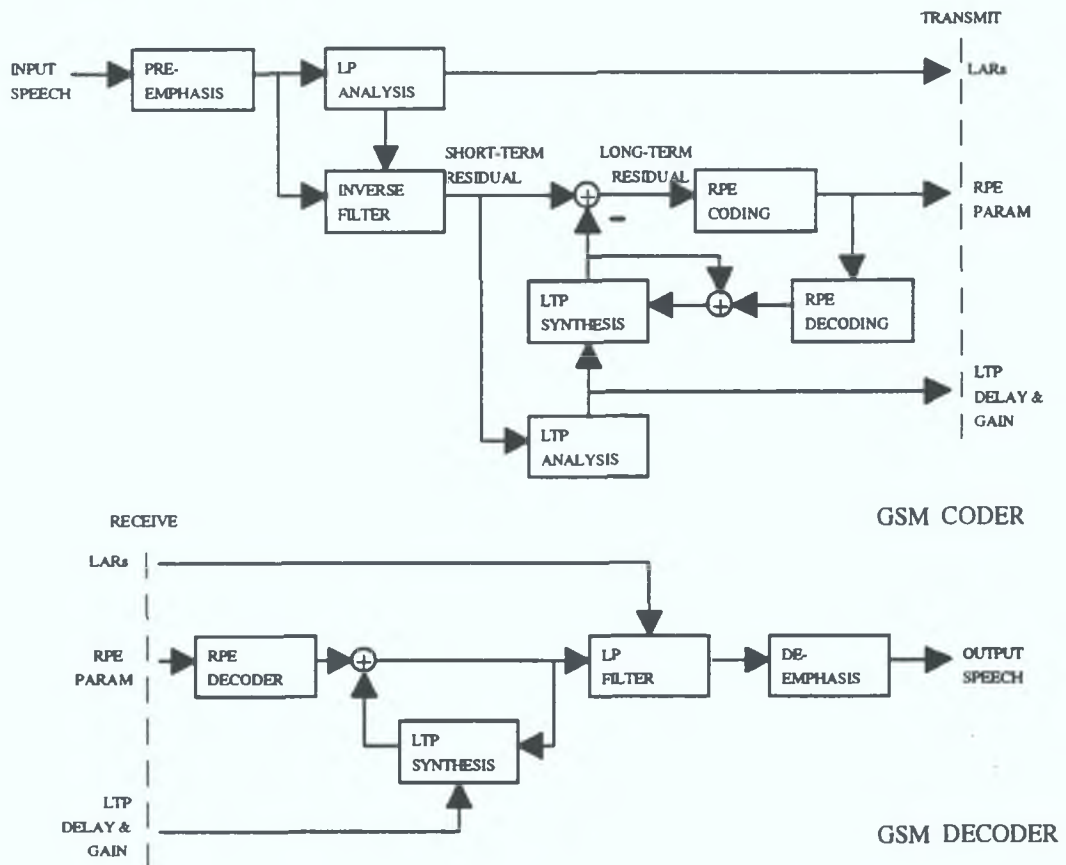 TRANSMIT
INPUT
SPEECH
PRE-
EMPHASIS
LP
ANALYSIS
LARs
SHORT-TERM
RESIDUAL
LONG-TERM
RESIDUAL
INVERSE
FILTER
+
−
RPE
CODING
RPE
PARAM
LTP
SYNTHESIS
+
RPE
DECODING
LTP
DELAY &
GAIN
LTP
ANALYSIS
GSM CODER
RECEIVE
LARs
RPE
PARAM
RPE
DECODER
+
LP
FILTER
DE-
EMPHASIS
OUTPUT
SPEECH
LTP
SYNTHESIS
LTP
DELAY &
GAIN
GSM DECODER